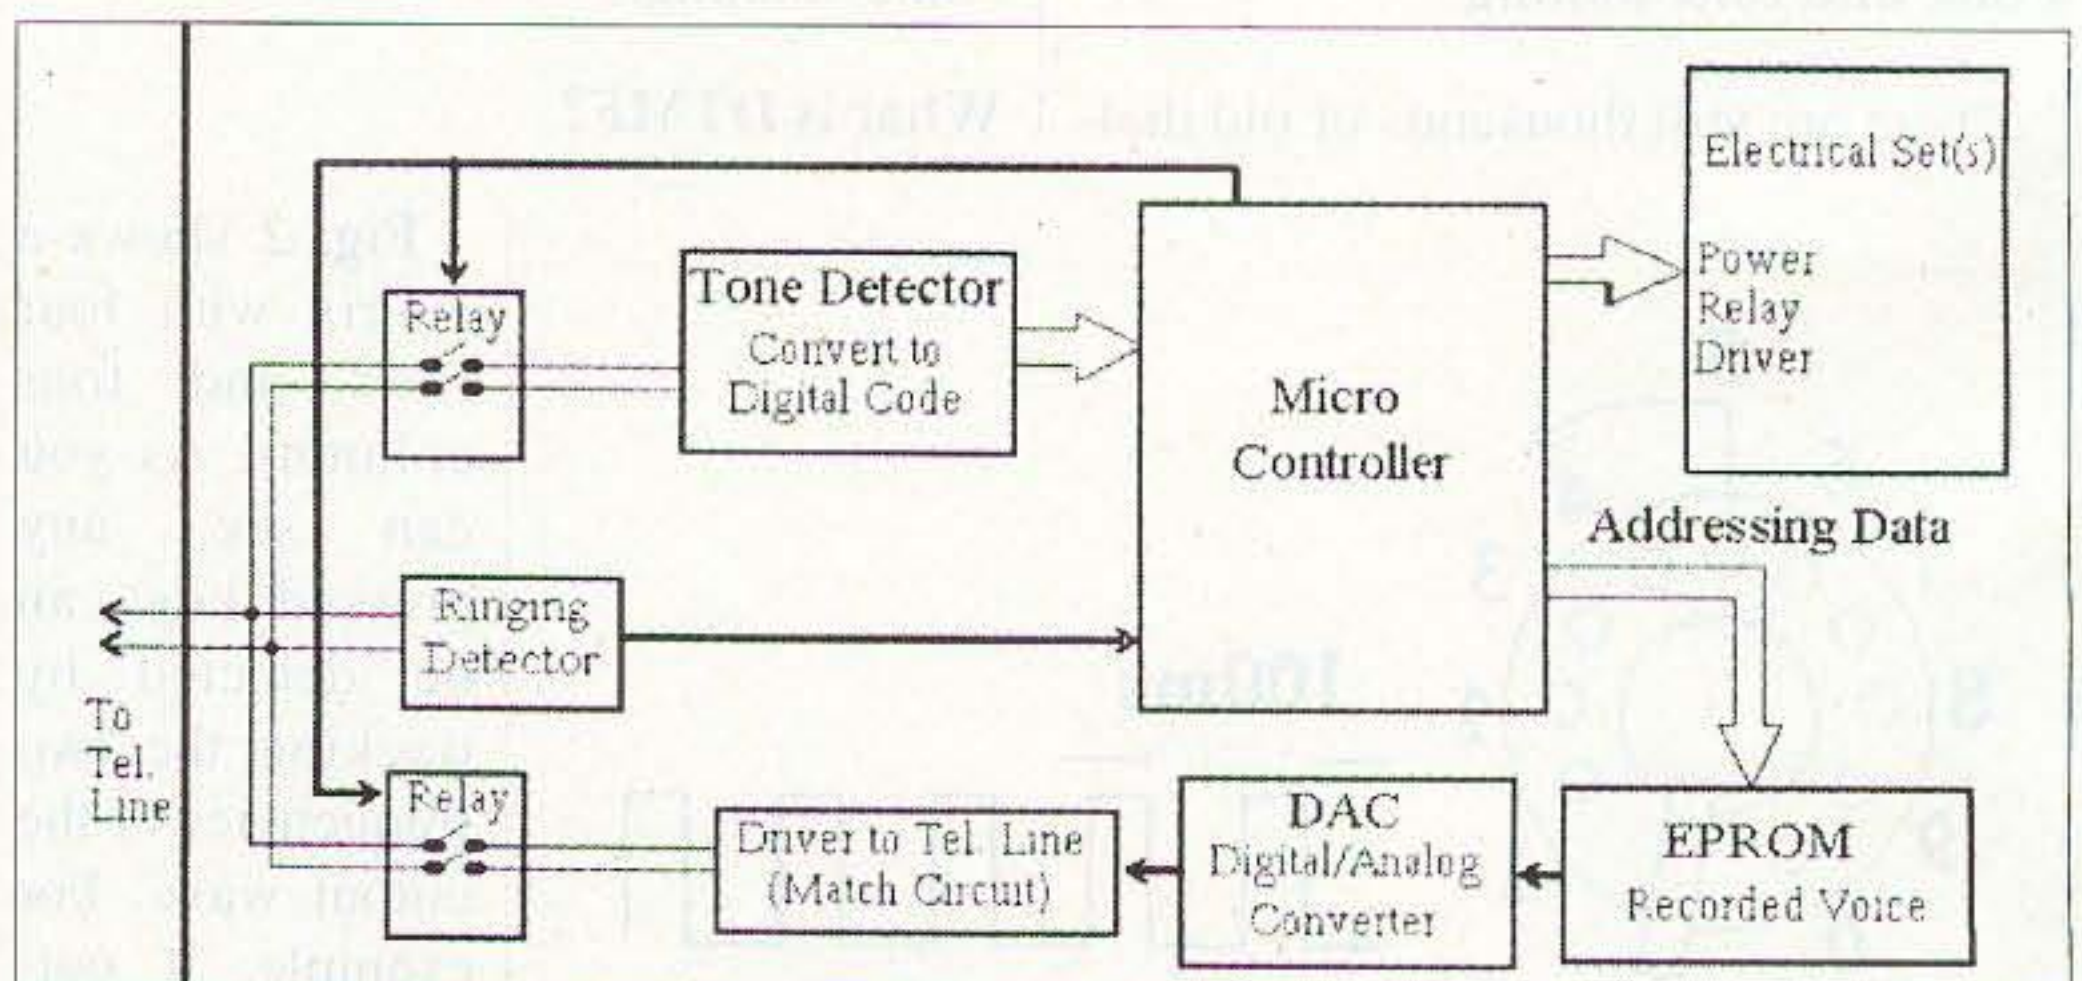 Electrical Set(s)
Power
Relay
Driver
Relay
Tone Detector
Convert to
Digital Code
Micro
Controller
Addressing Data
Ringing
Detector
To
Tel.
Line
Relay
Driver to Tel. Line
(Match Circuit)
DAC
Digital/Analog
Converter
EPROM
Recorded Voice